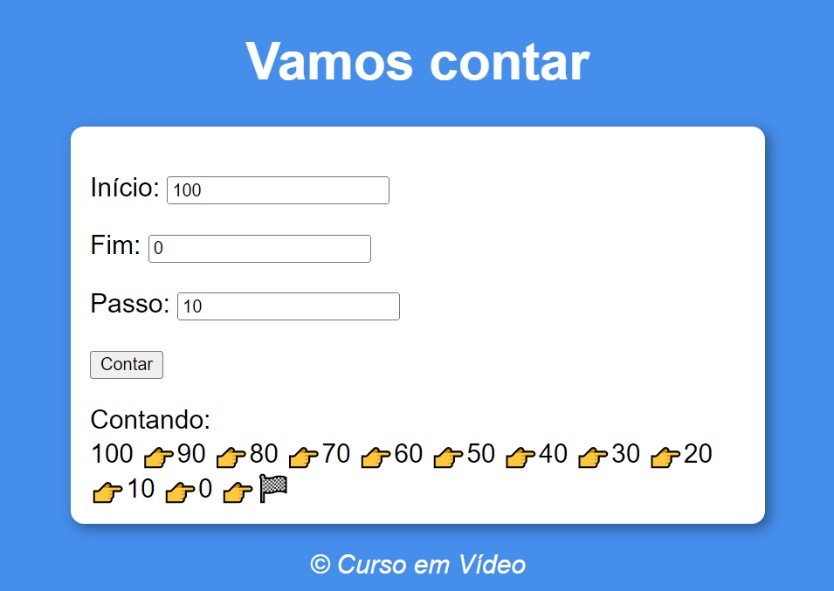 Vamos contar
Início: 100
Fim: 0
Passo: 10
Contar
Contando:
100 👉90 👉80 👉70 👉60 👉50 👉40 👉30 👉20
👉10 👉0 👉🏁
© Curso em Vídeo